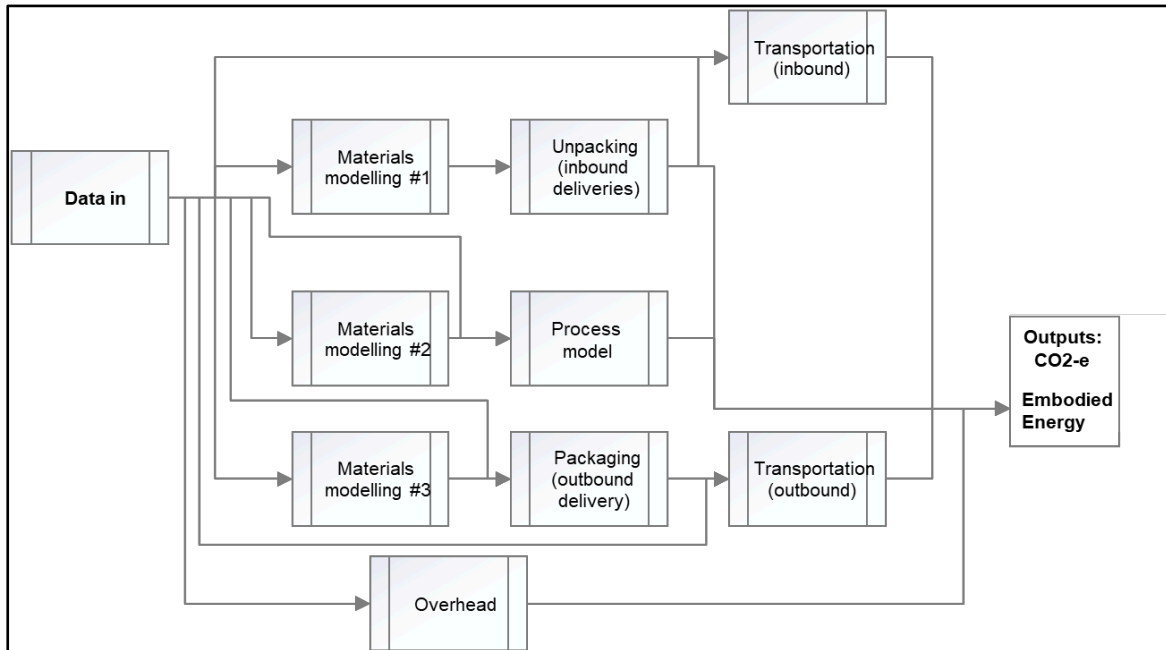 Transportation
(inbound)
Data in
Materials
modelling #1
Unpacking
(inbound
deliveries)
Materials
modelling #2
Process
model
Outputs:
CO2-e
Embodied
Energy
Materials
modelling #3
Packaging
(outbound
delivery)
Transportation
(outbound)
Overhead